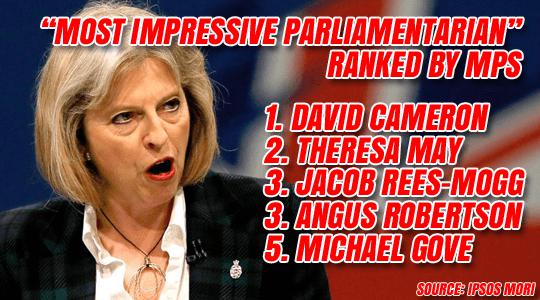 “MOST IMPRESSIVE PARLIAMENTARIAN”
RANKED BY MPS
1. DAVID CAMERON
2. THERESA MAY
3. JACOB REES-MOGG
3. ANGUS ROBERTSON
5. MICHAEL GOVE
SOURCE: IPSOS MORI